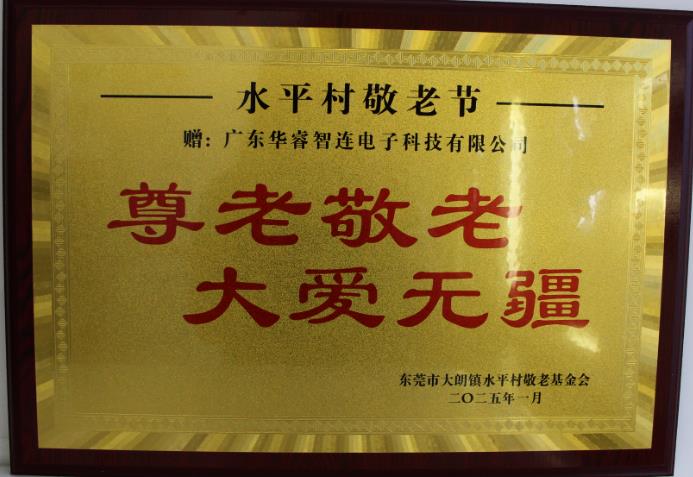 水平村敬老节
赠：广东华睿智连电子科技有限公司
尊老敬老
大爱无疆
东莞市大朗镇水平村敬老基金会
二〇二五年一月